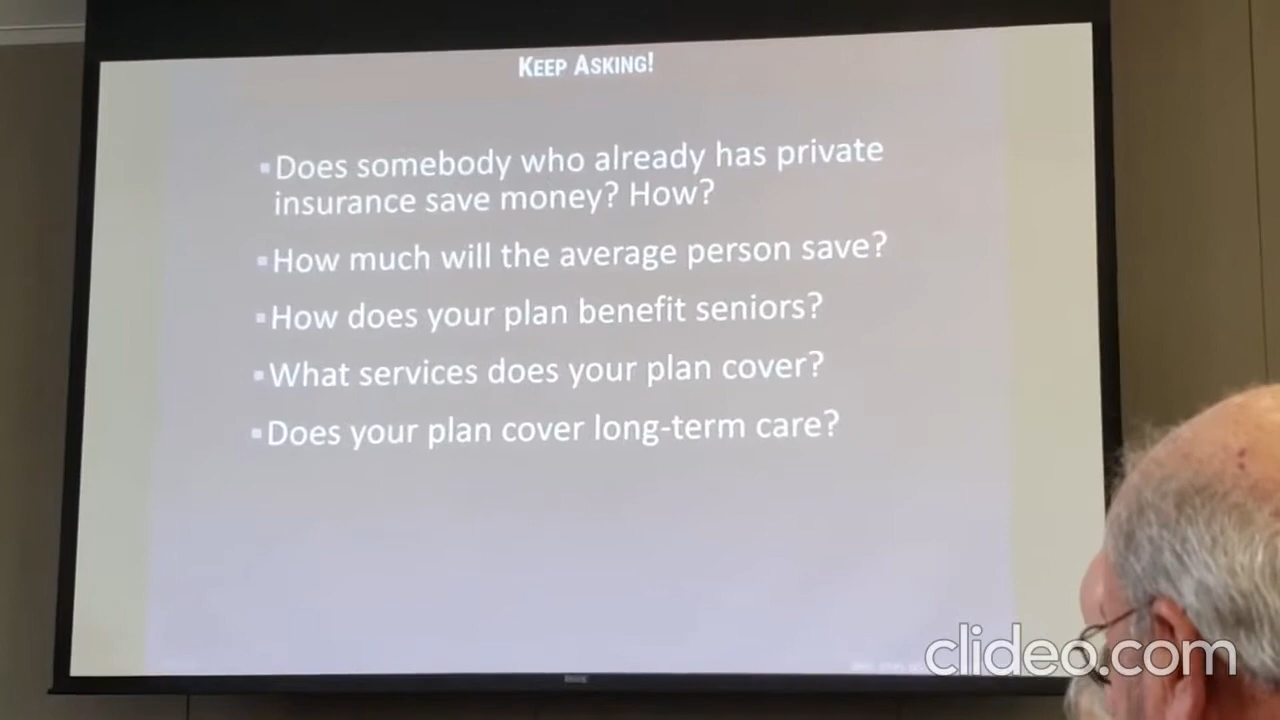 KEEP ASKING!
▪Does somebody who already has private
insurance save money? How?
▪How much will the average person save?
▪How does your plan benefit seniors?
▪What services does your plan cover?
▪Does your plan cover long-term care?
clideo.com